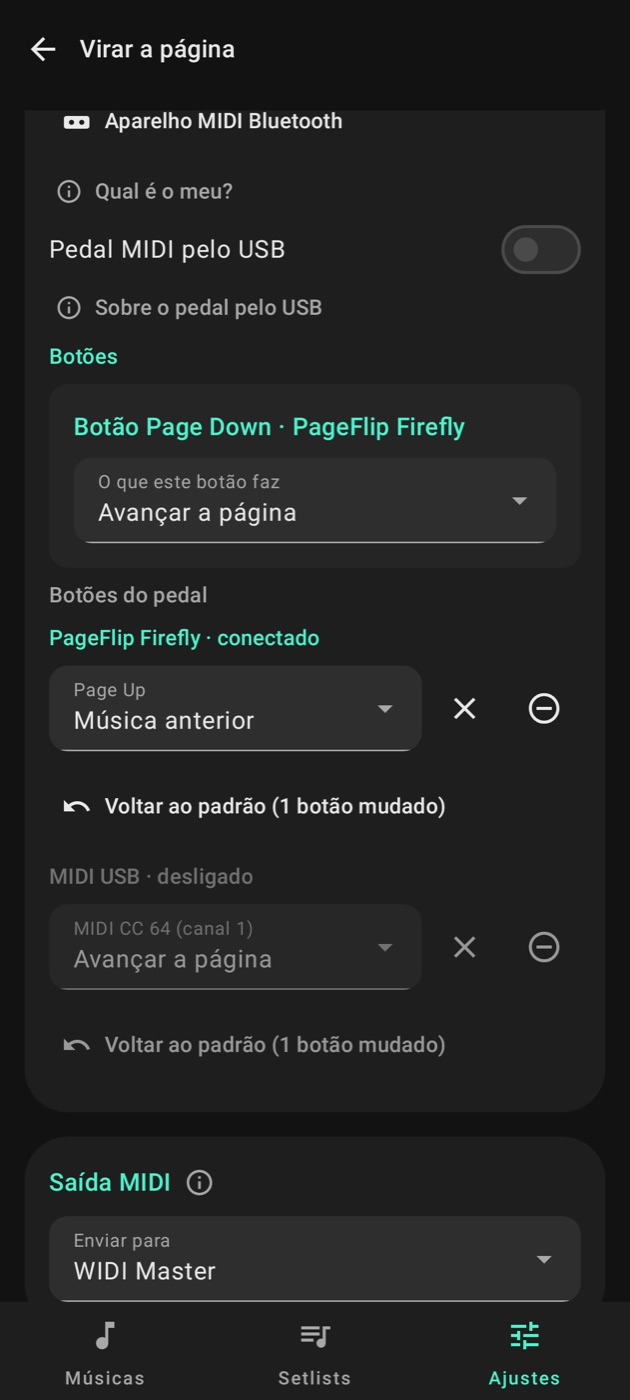 Virar a página
Aparelho MIDI Bluetooth
Qual é o meu?
Pedal MIDI pelo USB
Sobre o pedal pelo USB
Botões
Botão Page Down · PageFlip Firefly
O que este botão faz
Avançar a página
Botões do pedal
PageFlip Firefly · conectado
Page Up
Música anterior
Voltar ao padrão (1 botão mudado)
MIDI USB · desligado
MIDI CC 64 (canal 1)
Avançar a página
Voltar ao padrão (1 botão mudado)
Saída MIDI
Enviar para
WIDI Master
Músicas
Setlists
Ajustes